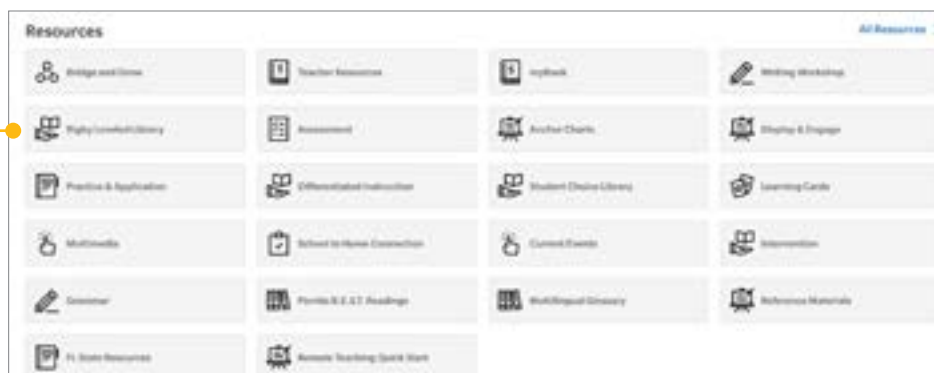 Resources
All Resources
Bridge and Grow
Teacher Resources
myBook
Writing Workshop
Rigby Leveled Library
Assessment
Anchor Charts
Display & Engage
Practice & Application
Differentiated Instruction
Student Choice Library
Learning Cards
Multimedia
School to Home Connection
Current Events
Intervention
Grammar
Florida B.E.S.T. Readings
Multilingual Glossary
Reference Materials
FL State Resources
Remote Teaching Quick Start